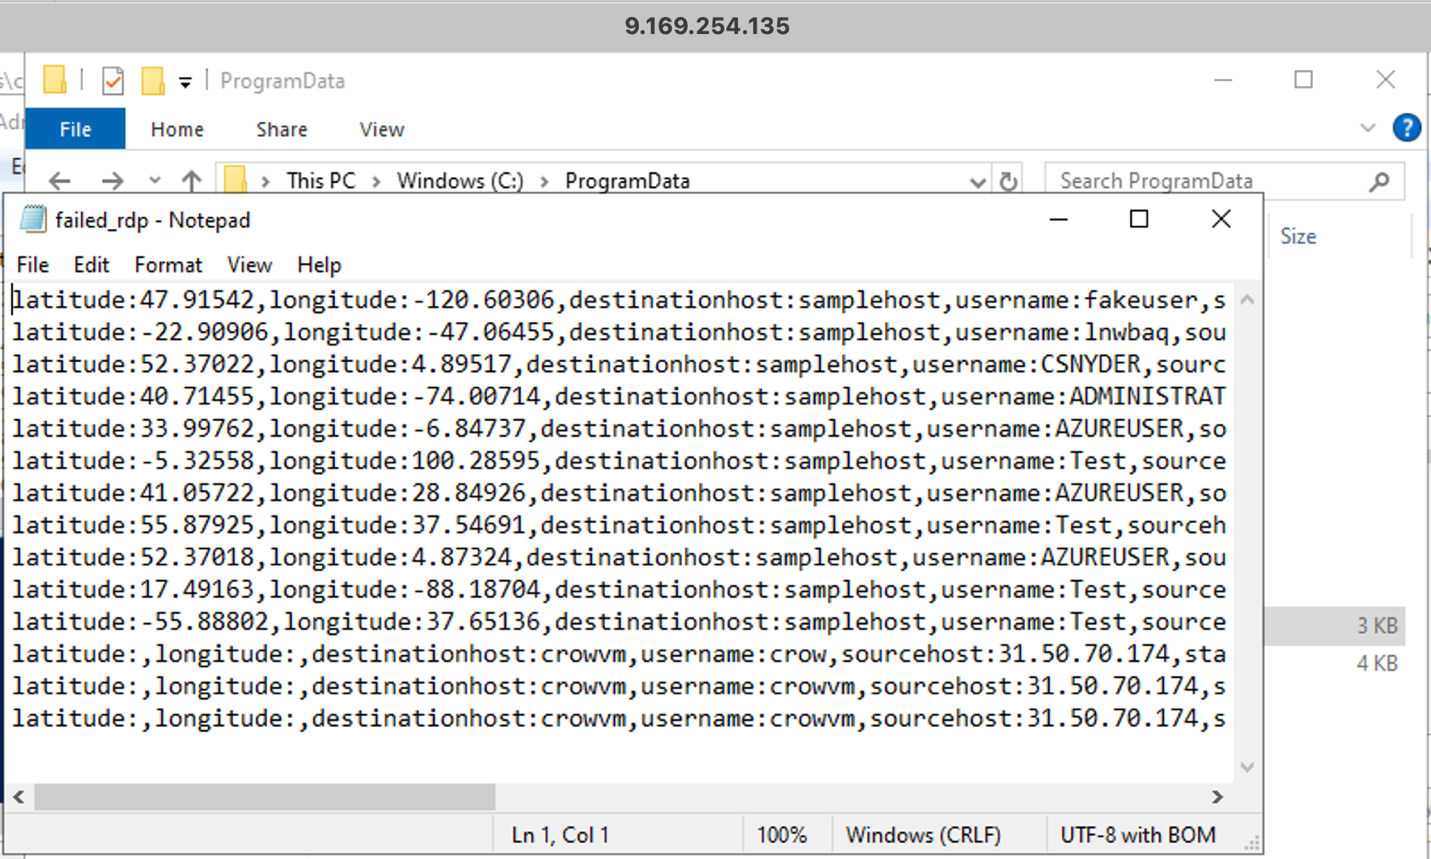 9.169.254.135
ProgramData
File Home Share View
This PC Windows (C:) ProgramData Search ProgramData
failed_rdp - Notepad
Size
File Edit Format View Help
latitude:47.91542,longitude:-120.60306,destinationhost:samplehost,username:fakeuser,s
latitude:-22.90906,longitude:-47.06455,destinationhost:samplehost,username:lnwbaq,sou
latitude:52.37022,longitude:4.89517,destinationhost:samplehost,username:CSNYDER,sourc
latitude:40.71455,longitude:-74.00714,destinationhost:samplehost,username:ADMINISTRAT
latitude:33.99762,longitude:-6.84737,destinationhost:samplehost,username:AZUREUSER,so
latitude:-5.32558,longitude:100.28595,destinationhost:samplehost,username:Test,source
latitude:41.05722,longitude:28.84926,destinationhost:samplehost,username:AZUREUSER,so
latitude:55.87925,longitude:37.54691,destinationhost:samplehost,username:Test,sourceh
latitude:52.37018,longitude:4.87324,destinationhost:samplehost,username:AZUREUSER,sou
latitude:17.49163,longitude:-88.18704,destinationhost:samplehost,username:Test,source
latitude:-55.88802,longitude:37.65136,destinationhost:samplehost,username:Test,source
3 KB
latitude:,longitude:,destinationhost:crowvm,username:crow,sourcehost:31.50.70.174,sta
4 KB
latitude:,longitude:,destinationhost:crowvm,username:crowvm,sourcehost:31.50.70.174,s
latitude:,longitude:,destinationhost:crowvm,username:crowvm,sourcehost:31.50.70.174,s
Ln 1, Col 1 100% Windows (CRLF) UTF-8 with BOM